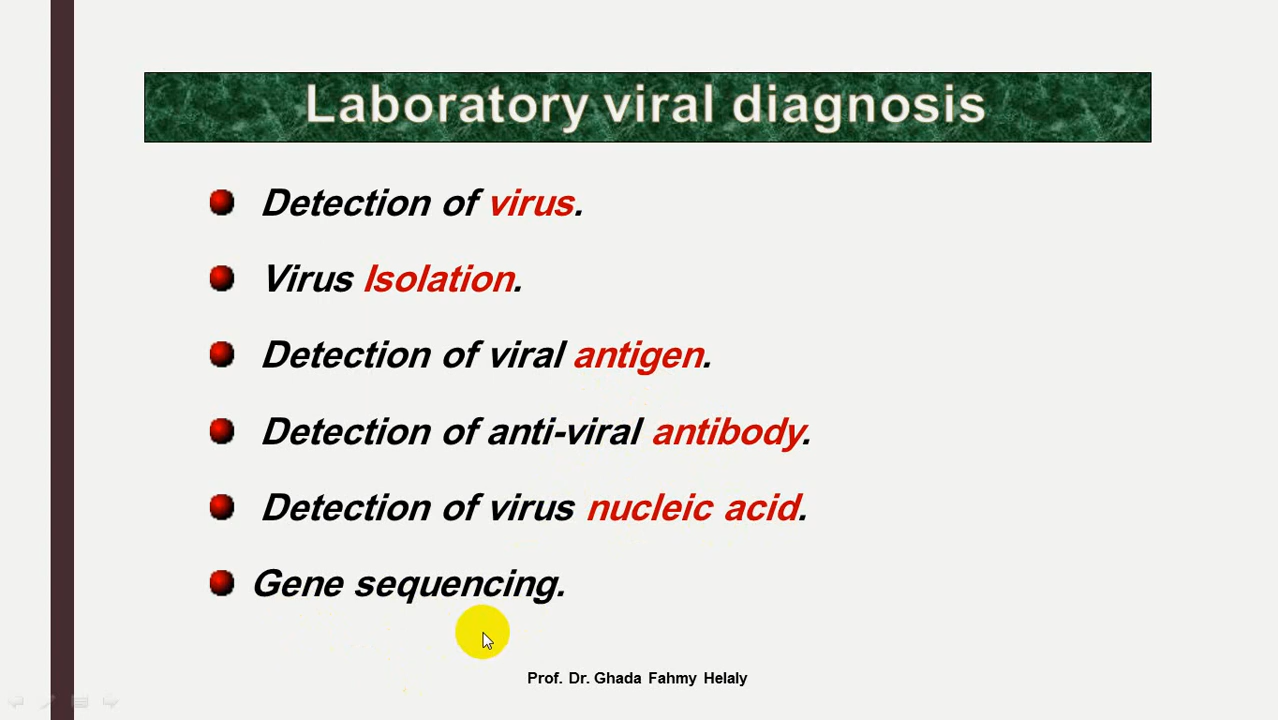 Laboratory viral diagnosis
Detection of virus.
Virus Isolation.
Detection of viral antigen.
Detection of anti-viral antibody.
Detection of virus nucleic acid.
Gene sequencing.
Prof. Dr. Ghada Fahmy Helaly